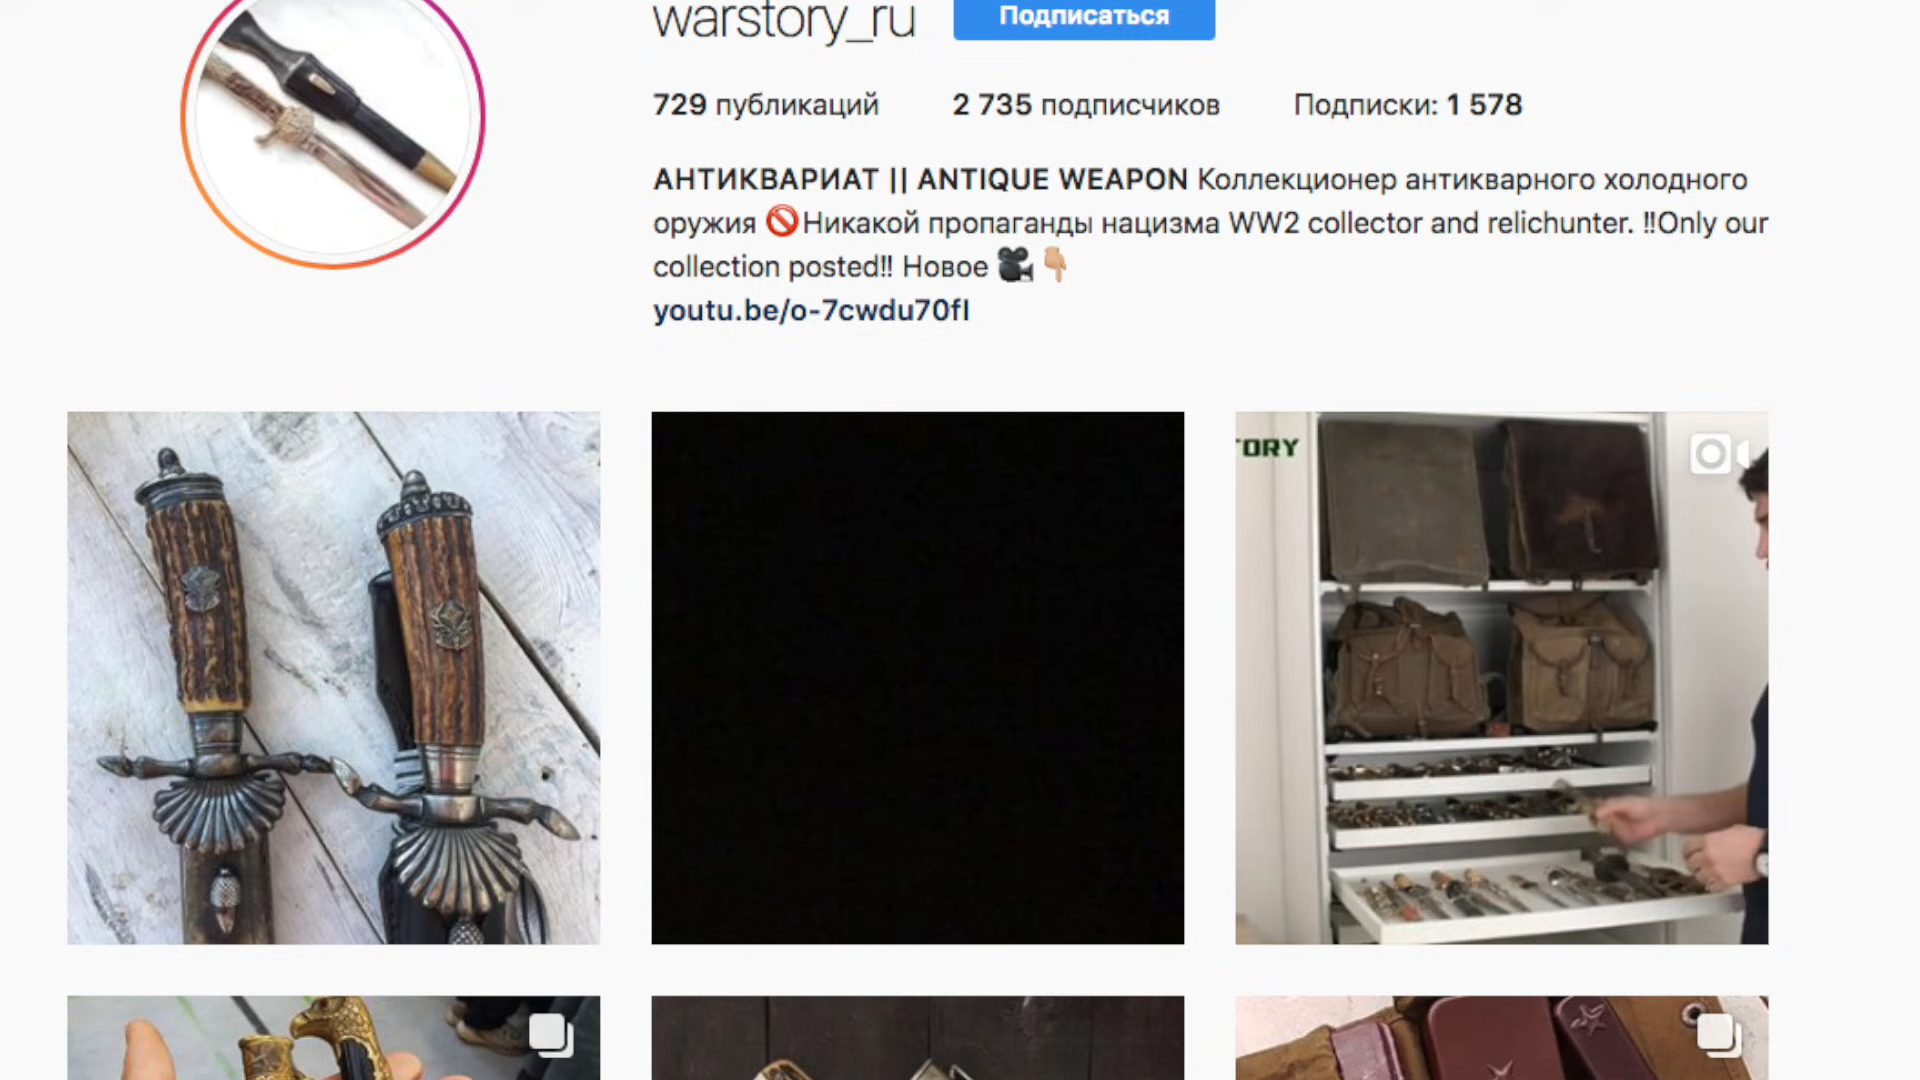 warstory_ru
Подписаться
729 публикаций
2 735 подписчиков
Подписки: 1 578
АНТИКВАРИАТ || ANTIQUE WEAPON Коллекционер антикварного холодного
оружия 🚫Никакой пропаганды нацизма WW2 collector and relichunter. ‼Only our
collection posted‼ Новое 🎥👇🏼
youtu.be/o-7cwdu70fI
TORY